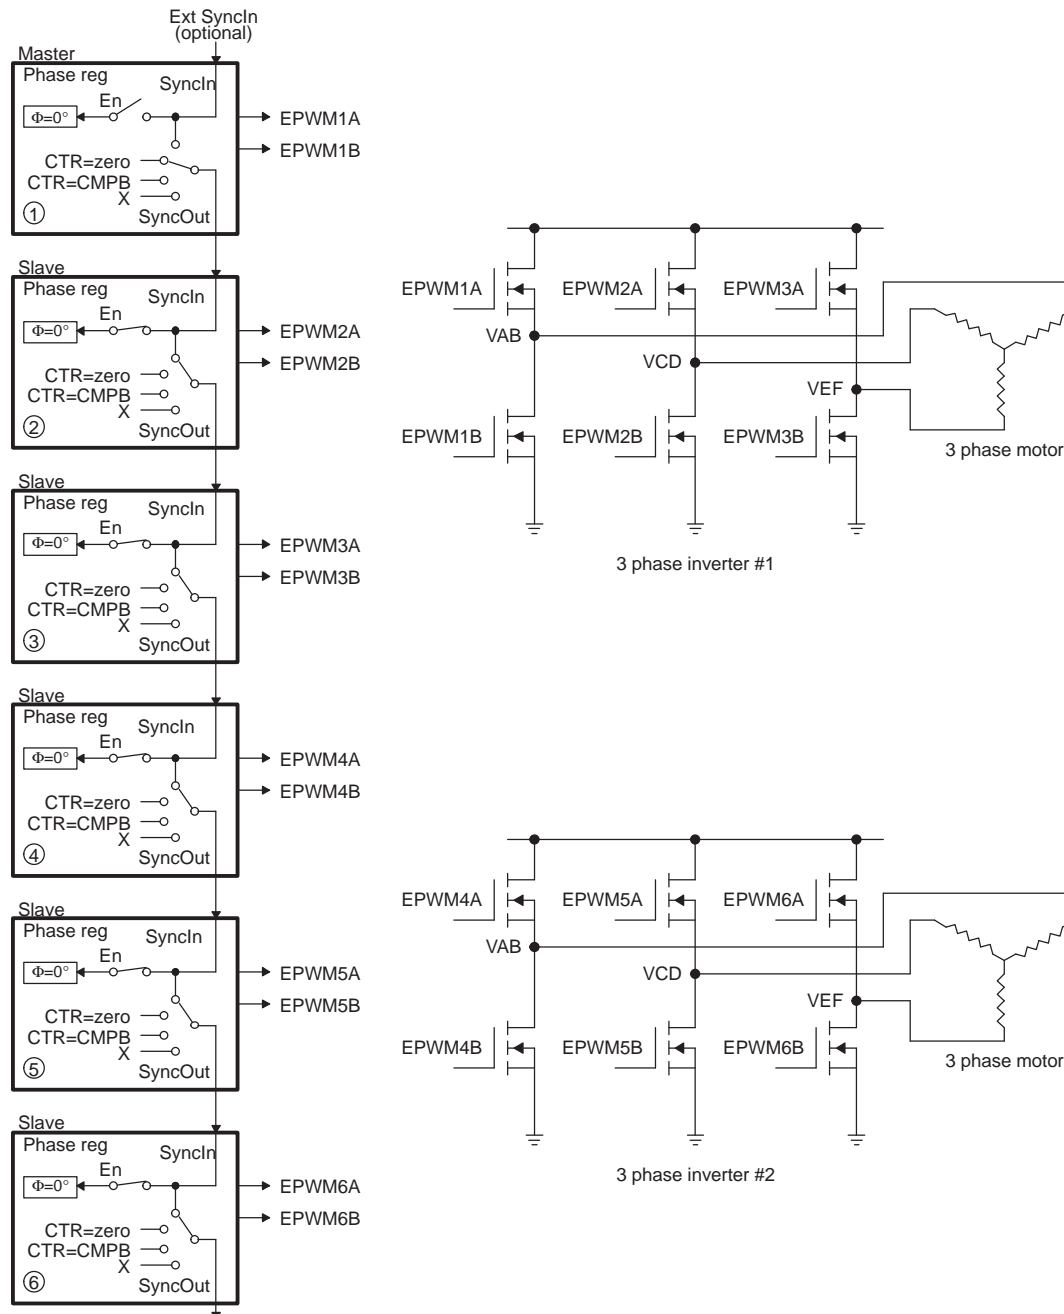 Ext SyncIn
(optional)
Master
Phase reg
SyncIn
En
Φ=0°
EPWM1A
EPWM1B
CTR=zero
CTR=CMPB
X
1
SyncOut
Slave
Phase reg
SyncIn
En
Φ=0°
EPWM2A
EPWM2B
CTR=zero
CTR=CMPB
X
2
SyncOut
Slave
Phase reg
SyncIn
En
Φ=0°
EPWM3A
EPWM3B
CTR=zero
CTR=CMPB
X
3
SyncOut
Slave
Phase reg
SyncIn
En
Φ=0°
EPWM4A
EPWM4B
CTR=zero
CTR=CMPB
X
4
SyncOut
Slave
Phase reg
SyncIn
En
Φ=0°
EPWM5A
EPWM5B
CTR=zero
CTR=CMPB
X
5
SyncOut
Slave
Phase reg
SyncIn
En
Φ=0°
EPWM6A
EPWM6B
CTR=zero
CTR=CMPB
X
6
SyncOut
EPWM1A
EPWM2A
EPWM3A
VAB
VCD
VEF
EPWM1B
EPWM2B
EPWM3B
3 phase motor
3 phase inverter #1
EPWM4A
EPWM5A
EPWM6A
VAB
VCD
VEF
EPWM4B
EPWM5B
EPWM6B
3 phase motor
3 phase inverter #2